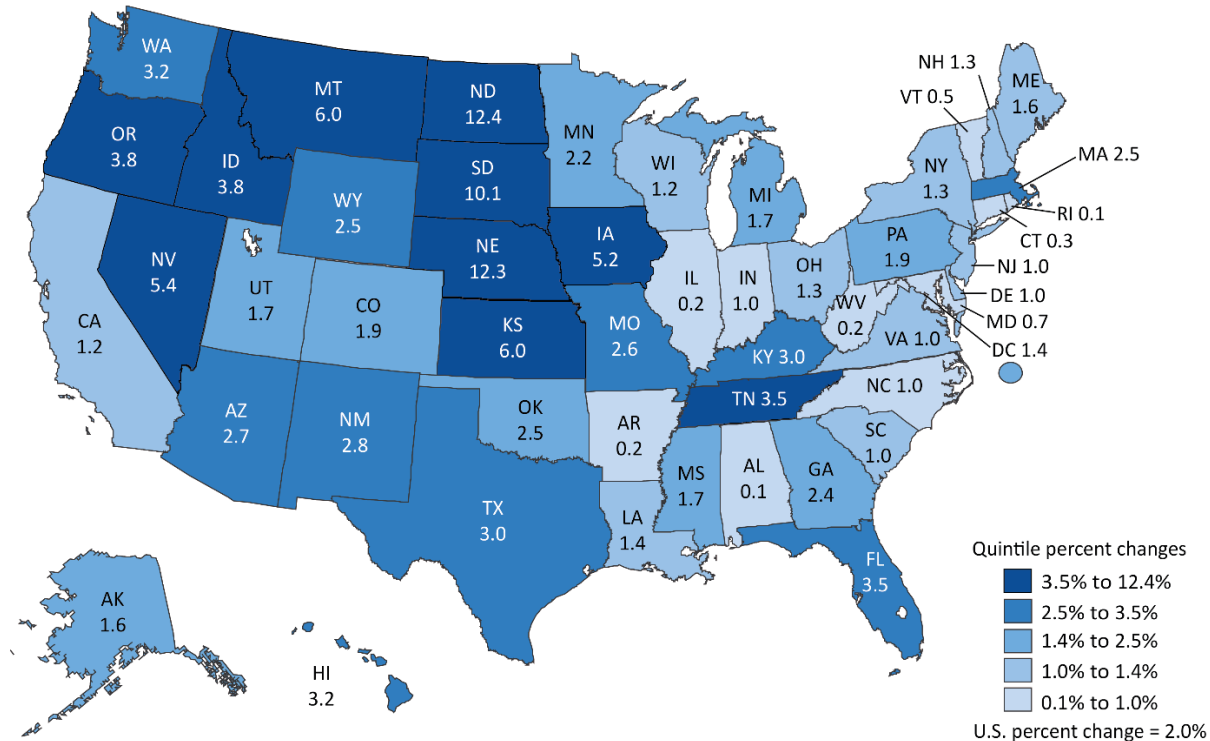 WA
3.2
MT
6.0
ND
12.4
MN
2.2
NH 1.3
VT 0.5
ME
1.6
OR
3.8
ID
3.8
SD
10.1
WI
1.2
MI
1.7
NY
1.3
MA 2.5
WY
2.5
RI 0.1
CT 0.3
NV
5.4
NE
12.3
IA
5.2
PA
1.9
NJ 1.0
UT
1.7
CO
1.9
IL
0.2
IN
1.0
OH
1.3
WV
0.2
DE 1.0
MD 0.7
DC 1.4
CA
1.2
KS
6.0
MO
2.6
KY 3.0
VA 1.0
AZ
2.7
NM
2.8
OK
2.5
AR
0.2
TN 3.5
NC 1.0
SC
1.0
MS
1.7
AL
0.1
GA
2.4
TX
3.0
LA
1.4
FL
3.5
AK
1.6
HI
3.2
Quintile percent changes
3.5% to 12.4%
2.5% to 3.5%
1.4% to 2.5%
1.0% to 1.4%
0.1% to 1.0%
U.S. percent change = 2.0%